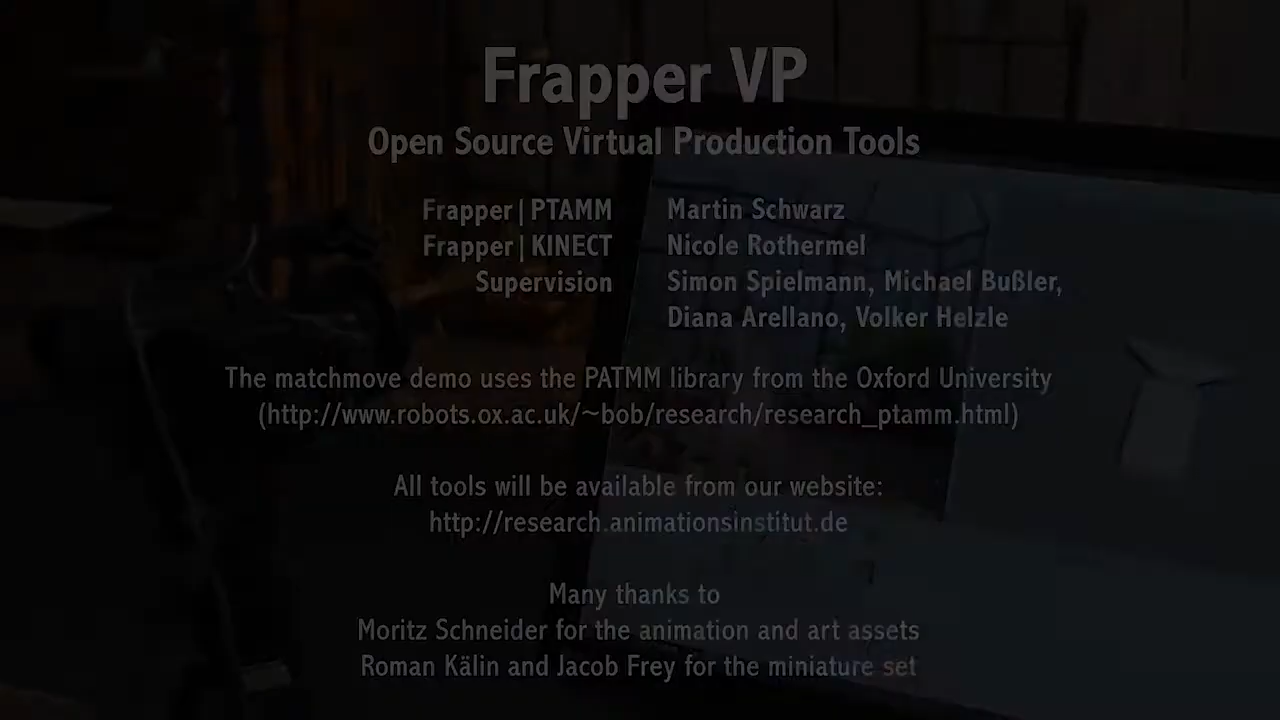 Frapper VP
Open Source Virtual Production Tools
Frapper|PTAMM Martin Schwarz
Frapper|KINECT Nicole Rothermel
Supervision Simon Spielmann, Michael Bußler,
Diana Arellano, Volker Helzle
The matchmove demo uses the PATMM library from the Oxford University
(http://www.robots.ox.ac.uk/~bob/research/research_ptamm.html)
All tools will be available from our website:
http://research.animationsinstitut.de
Many thanks to
Moritz Schneider for the animation and art assets
Roman Kälin and Jacob Frey for the miniature set